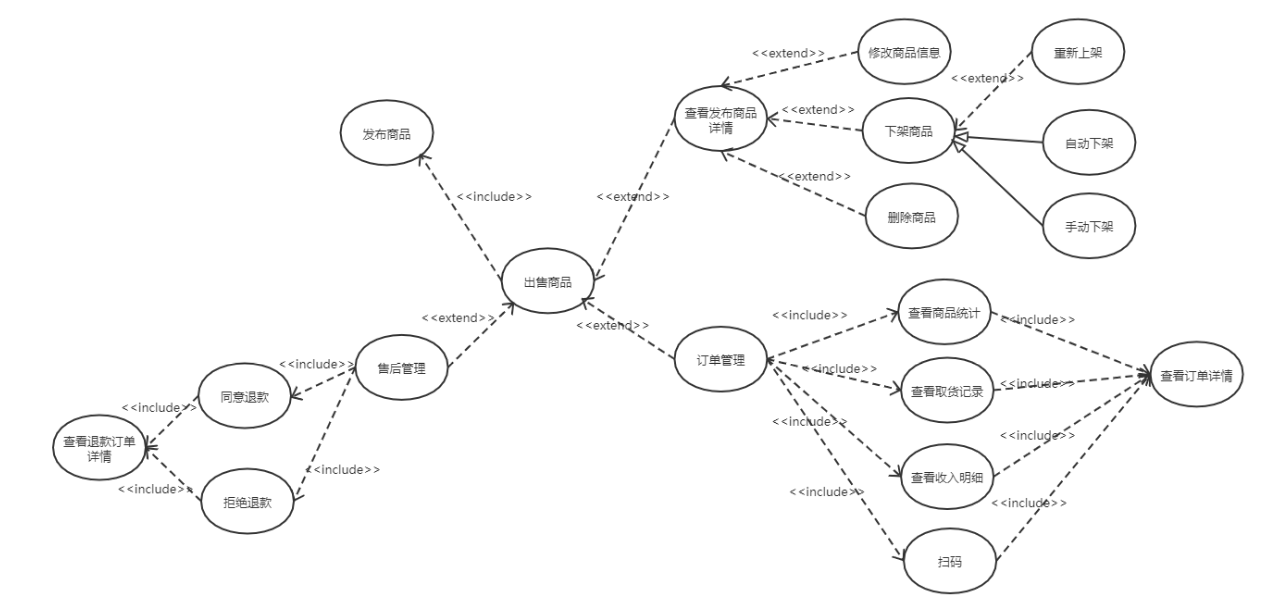 <<extend>>
修改商品信息
重新上架
<<extend>>
查看发布商品
详情
<<extend>>
下架商品
发布商品
自动下架
<<extend>>
<<include>>
<<extend>>
删除商品
手动下架
出售商品
<<extend>>
<<extend>>
<<include>>
查看商品统计
<<include>>
<<include>>
售后管理
订单管理
<<include>>
查看订单详情
同意退款
查看取货记录
<<include>>
<<include>>
<<include>>
<<include>>
查看退款订单
详情
<<include>>
查看收入明细
<<include>>
<<include>>
拒绝退款
<<include>>
<<include>>
扫码